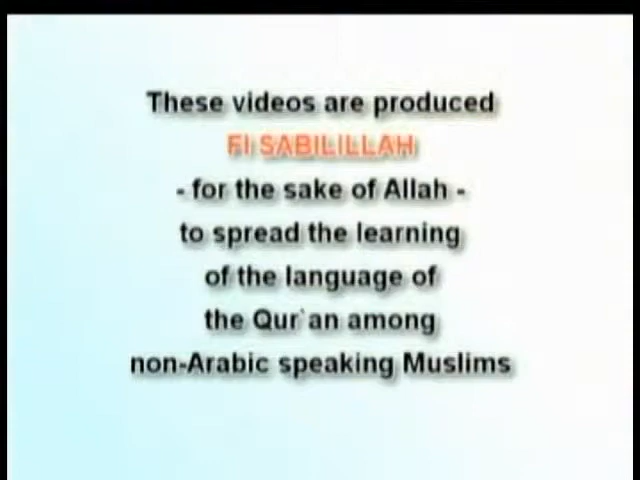 These videos are produced
FI SABILILLAH
- for the sake of Allah -
to spread the learning
of the language of
the Qur`an among
non-Arabic speaking Muslims